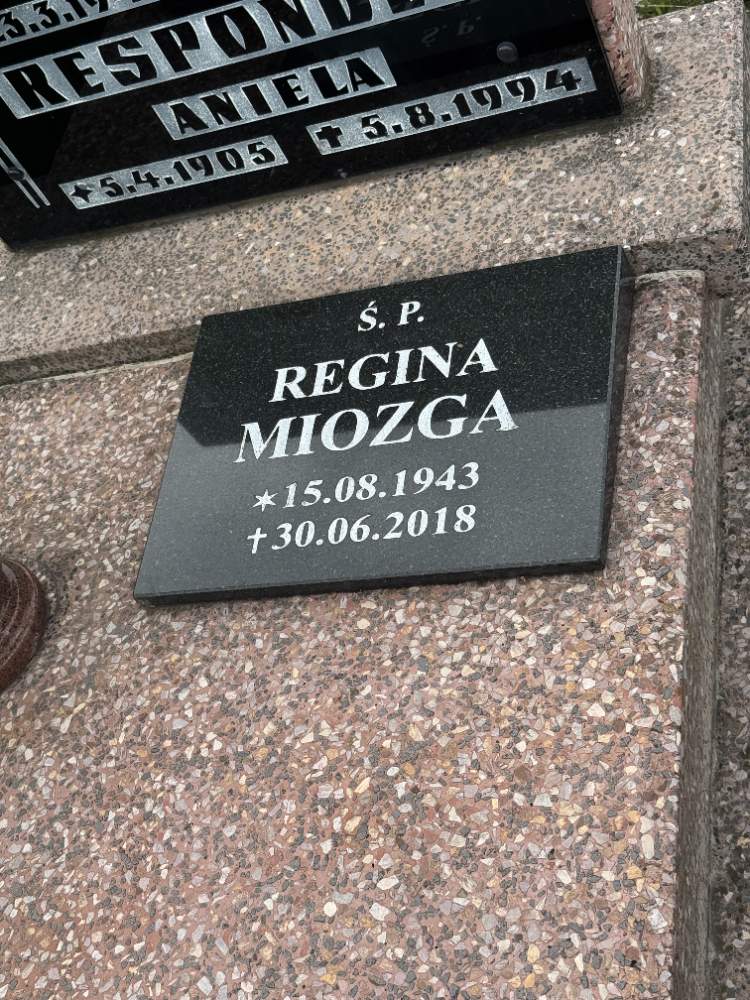 RESPOND
ANIELA
5.4.1905 ✝ 5.8.1994
Ś. P.
REGINA
MIOZGA
✶15.08.1943
✝30.06.2018